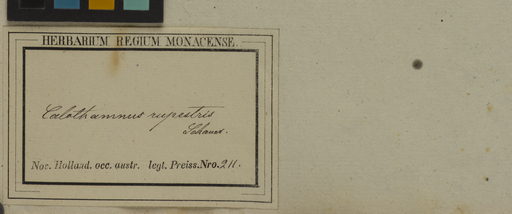 HERBARIUM REGIUM MONACENSE.
Calothamnus rupestris
Schauer.
Nov. Holland. occ. austr. legt. Preiss. Nro. 211.